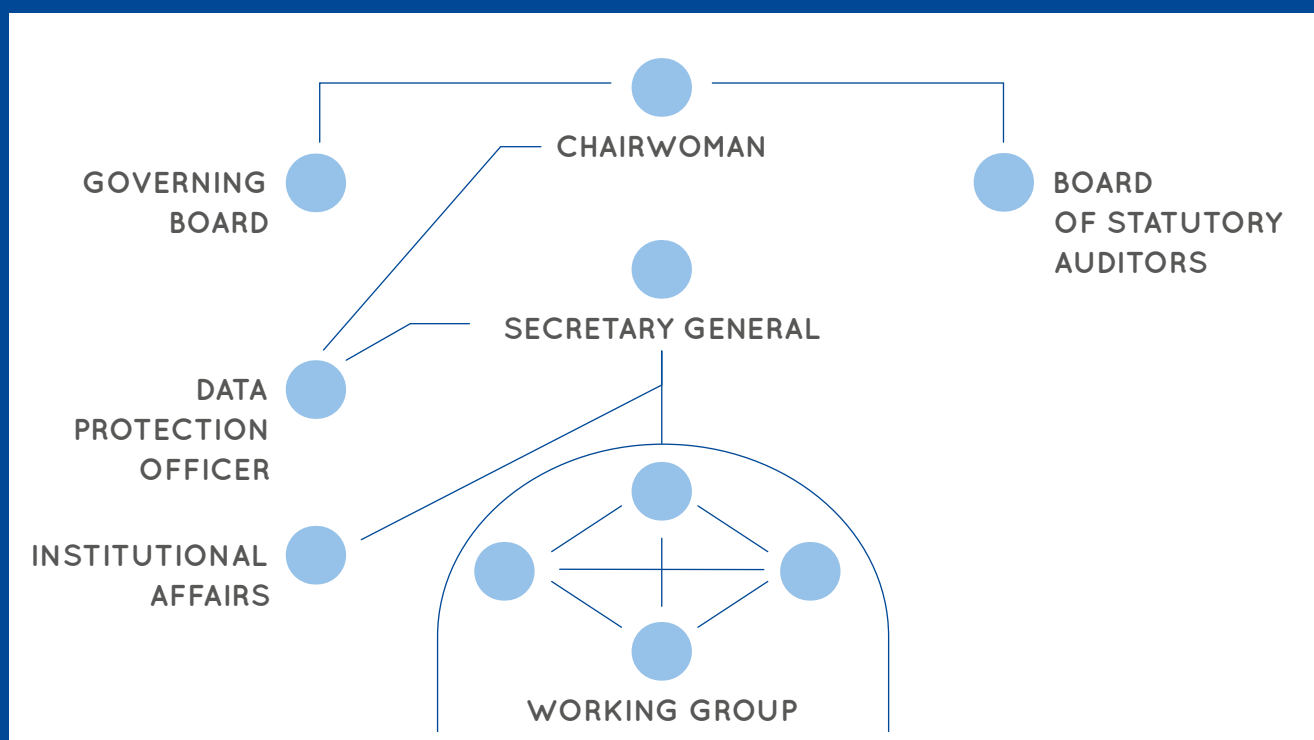 CHAIRWOMAN
GOVERNING
BOARD
BOARD
OF STATUTORY
AUDITORS
SECRETARY GENERAL
DATA
PROTECTION
OFFICER
INSTITUTIONAL
AFFAIRS
WORKING GROUP